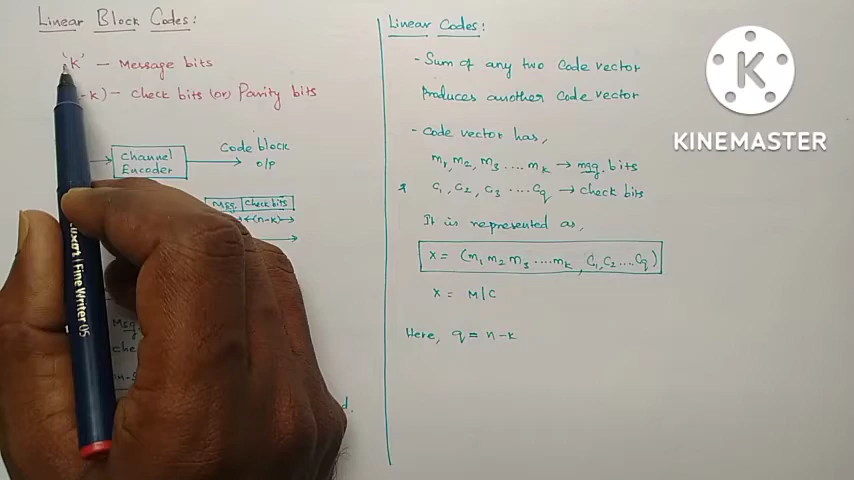 Linear Block Codes:
'k' - Message bits
-k) - Check bits (or) Parity bits
Channel
Encoder
Code block
O/P
Msg. Check bits
(n-k)
Msg
che
n-s
d.
Linear Codes:
- Sum of any two code vector
Produces another code vector
- code vector has,
m1, m2, m3 .... mk → msg. bits
c1, c2, c3 .... cq → check bits
It is represented as,
X = (m1 m2 m3 .... mk, c1, c2 .... cq)
X = M|C
Here, q = n-k
Luxor | Fine Writer 05
K
KINEMASTER